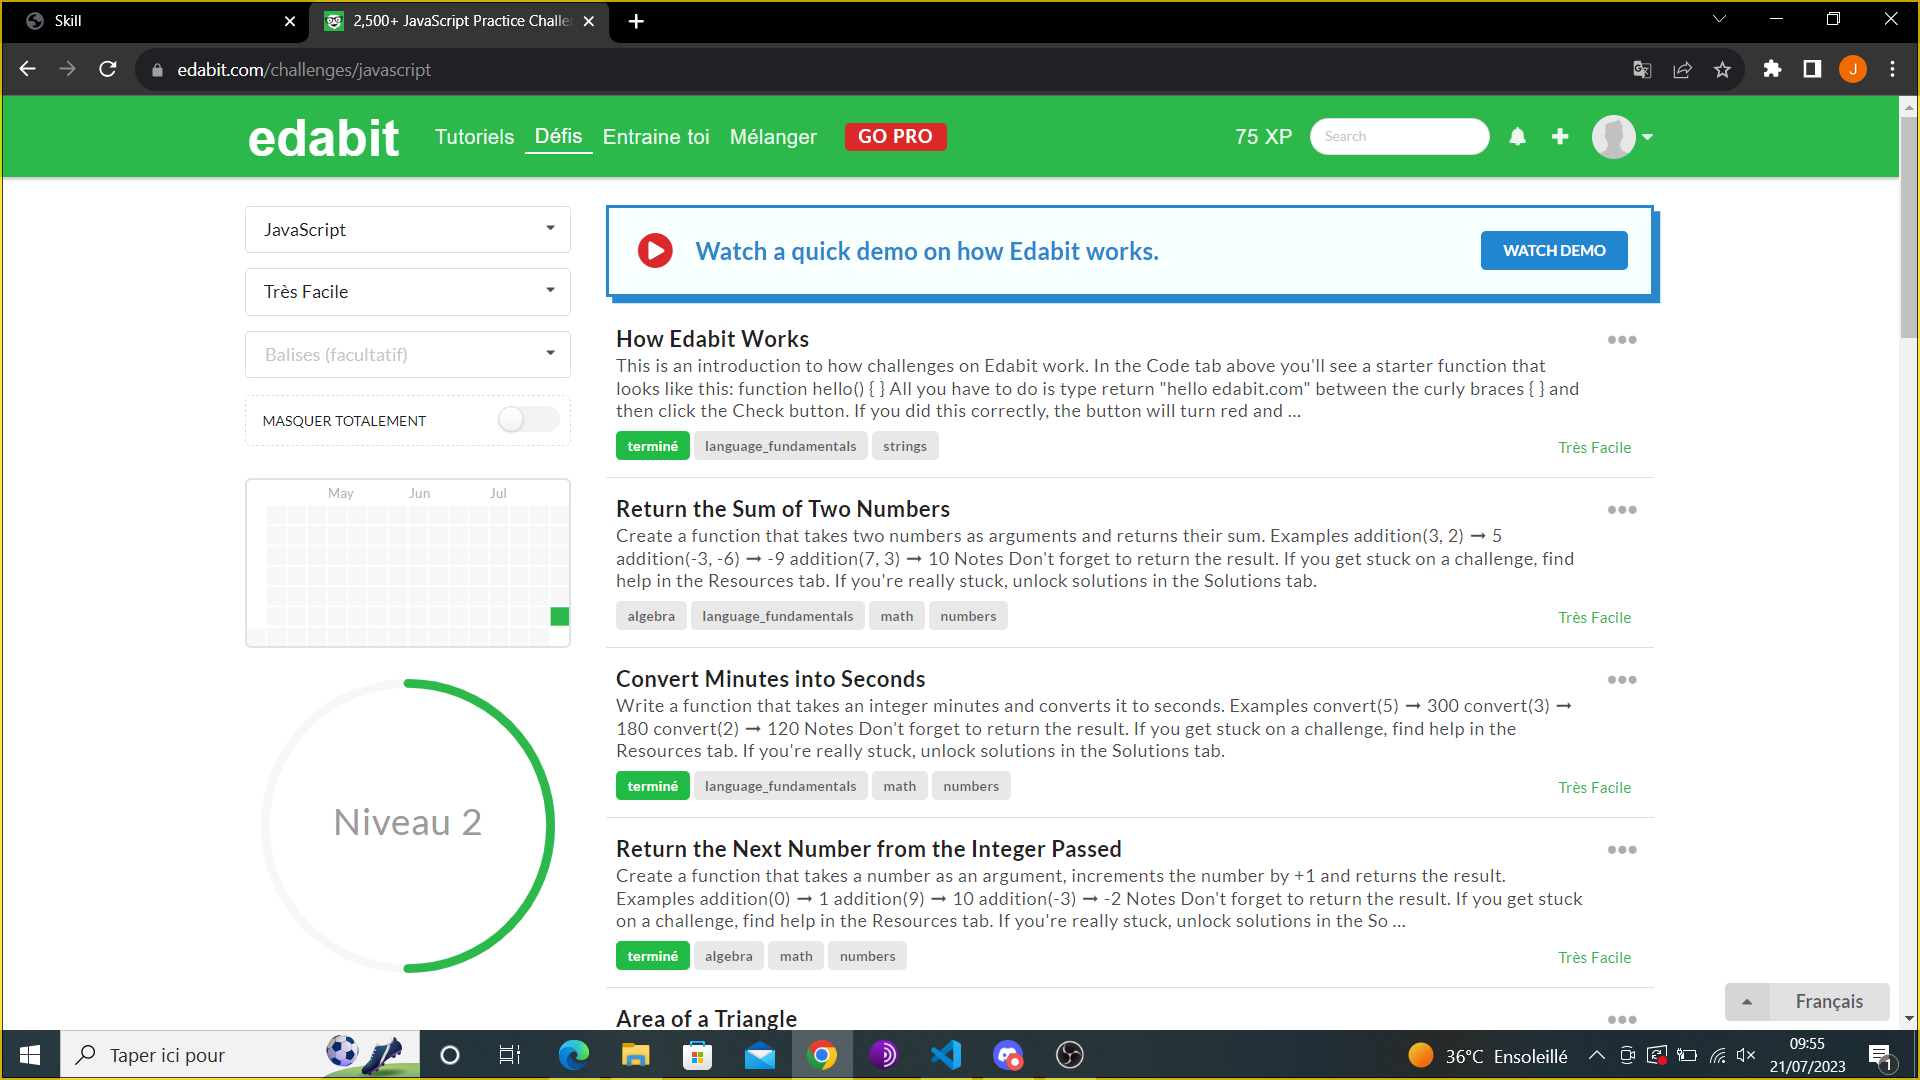 Skill
2,500+ JavaScript Practice Challe
edabit.com/challenges/javascript
J
edabit
Tutoriels
Défis
Entraine toi
Mélanger
GO PRO
75 XP
Search
JavaScript
Très Facile
Balises (facultatif)
MASQUER TOTALEMENT
May Jun Jul
Niveau 2
Watch a quick demo on how Edabit works.
WATCH DEMO
How Edabit Works
This is an introduction to how challenges on Edabit work. In the Code tab above you'll see a starter function that
looks like this: function hello() { } All you have to do is type return "hello edabit.com" between the curly braces { } and
then click the Check button. If you did this correctly, the button will turn red and ...
terminé language_fundamentals strings
Très Facile
Return the Sum of Two Numbers
Create a function that takes two numbers as arguments and returns their sum. Examples addition(3, 2) ➞ 5
addition(-3, -6) ➞ -9 addition(7, 3) ➞ 10 Notes Don't forget to return the result. If you get stuck on a challenge, find
help in the Resources tab. If you're really stuck, unlock solutions in the Solutions tab.
algebra language_fundamentals math numbers
Très Facile
Convert Minutes into Seconds
Write a function that takes an integer minutes and converts it to seconds. Examples convert(5) ➞ 300 convert(3) ➞
180 convert(2) ➞ 120 Notes Don't forget to return the result. If you get stuck on a challenge, find help in the
Resources tab. If you're really stuck, unlock solutions in the Solutions tab.
terminé language_fundamentals math numbers
Très Facile
Return the Next Number from the Integer Passed
Create a function that takes a number as an argument, increments the number by +1 and returns the result.
Examples addition(0) ➞ 1 addition(9) ➞ 10 addition(-3) ➞ -2 Notes Don't forget to return the result. If you get stuck
on a challenge, find help in the Resources tab. If you're really stuck, unlock solutions in the So ...
terminé algebra math numbers
Très Facile
Area of a Triangle
Français
Taper ici pour
36°C Ensoleillé
09:55
21/07/2023
1